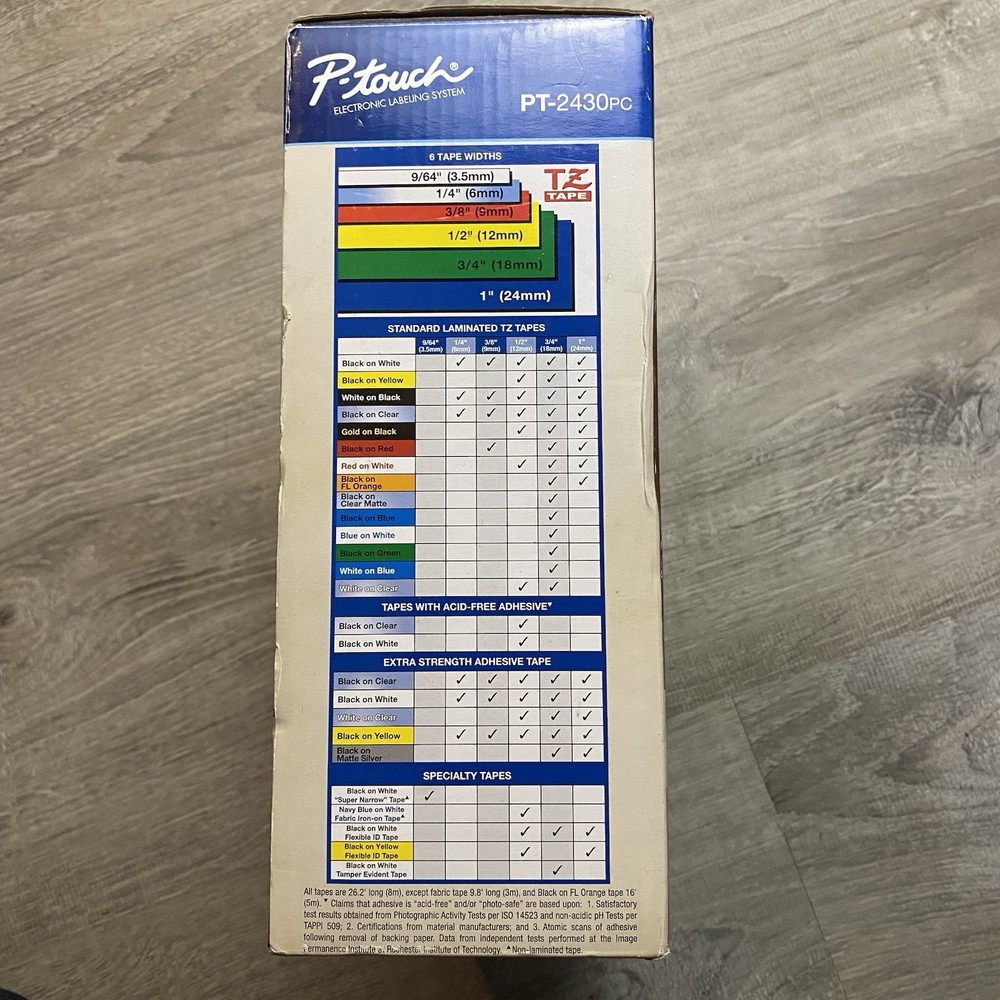 P-touch®
ELECTRONIC LABELING SYSTEM
PT-2430PC
6 TAPE WIDTHS
9/64" (3.5mm)
1/4" (6mm)
3/8" (9mm)
1/2" (12mm)
3/4" (18mm)
1" (24mm)
TZ
TAPE
STANDARD LAMINATED TZ TAPES
9/64" (3.5mm) 1/4" (6mm) 3/8" (9mm) 1/2" (12mm) 3/4" (18mm) 1" (24mm)
Black on White ✓ ✓ ✓ ✓ ✓
Black on Yellow ✓ ✓ ✓
White on Black ✓ ✓ ✓ ✓ ✓
Black on Clear ✓ ✓ ✓ ✓ ✓
Gold on Black ✓ ✓ ✓
Black on Red ✓ ✓ ✓
Red on White ✓ ✓ ✓
Black on
FL Orange ✓ ✓
Black on
Clear Matte ✓
Black on Blue ✓
Blue on White ✓
Black on Green ✓
White on Blue ✓
White on Clear ✓ ✓
TAPES WITH ACID-FREE ADHESIVE▼
Black on Clear ✓
Black on White ✓
EXTRA STRENGTH ADHESIVE TAPE
Black on Clear ✓ ✓ ✓ ✓ ✓
Black on White ✓ ✓ ✓ ✓ ✓
White on Clear ✓ ✓ ✓
Black on Yellow ✓ ✓ ✓ ✓ ✓
Black on
Matte Silver ✓ ✓
SPECIALTY TAPES
Black on White
"Super Narrow" Tape▲ ✓
Navy Blue on White
Fabric Iron-on Tape▲ ✓
Black on White
Flexible ID Tape ✓ ✓ ✓
Black on Yellow
Flexible ID Tape ✓ ✓
Black on White
Tamper Evident Tape ✓
All tapes are 26.2' long (8m), except fabric tape 9.8' long (3m), and Black on FL Orange tape 16'
(5m). ▼ Claims that adhesive is "acid-free" and/or "photo-safe" are based upon: 1. Satisfactory
test results obtained from Photographic Activity Tests per ISO 14523 and non-acidic pH Tests per
TAPPI 509; 2. Certifications from material manufacturers; and 3. Atomic scans of adhesive
following removal of backing paper. Data from independent tests performed at the Image
Permanence Institute at Rochester Institute of Technology. ▲Non-laminated tape.